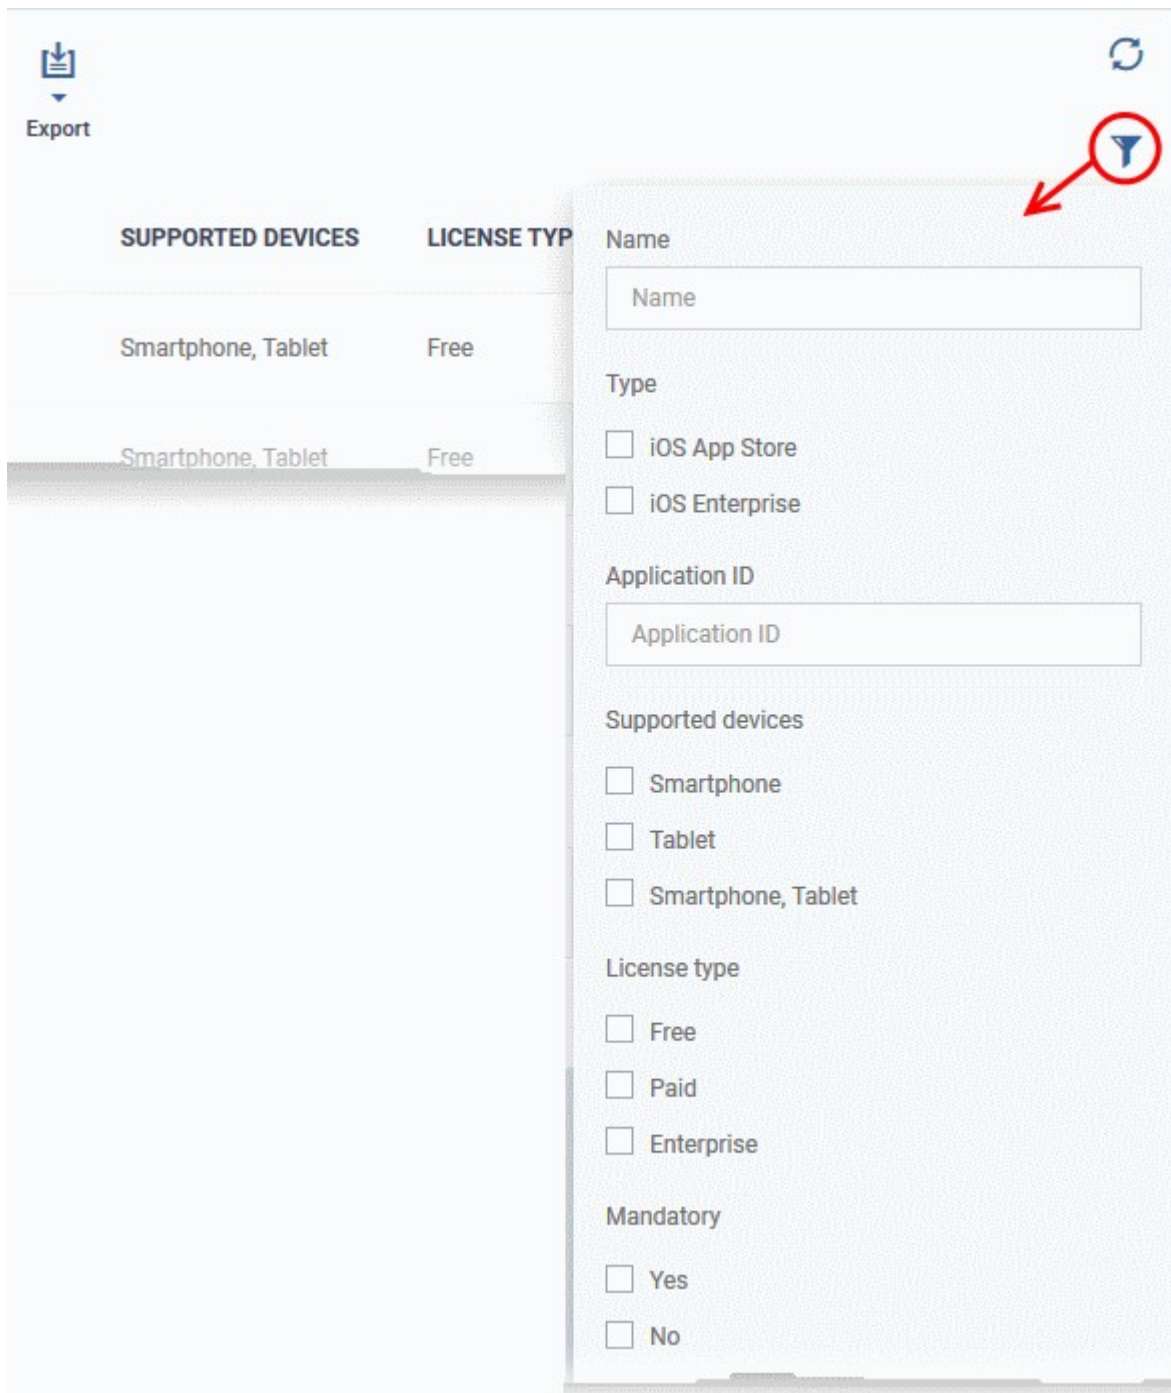 Export
SUPPORTED DEVICES LICENSE TYP
Smartphone, Tablet Free
Smartphone, Tablet Free
Name
Name
Type
iOS App Store
iOS Enterprise
Application ID
Application ID
Supported devices
Smartphone
Tablet
Smartphone, Tablet
License type
Free
Paid
Enterprise
Mandatory
Yes
No